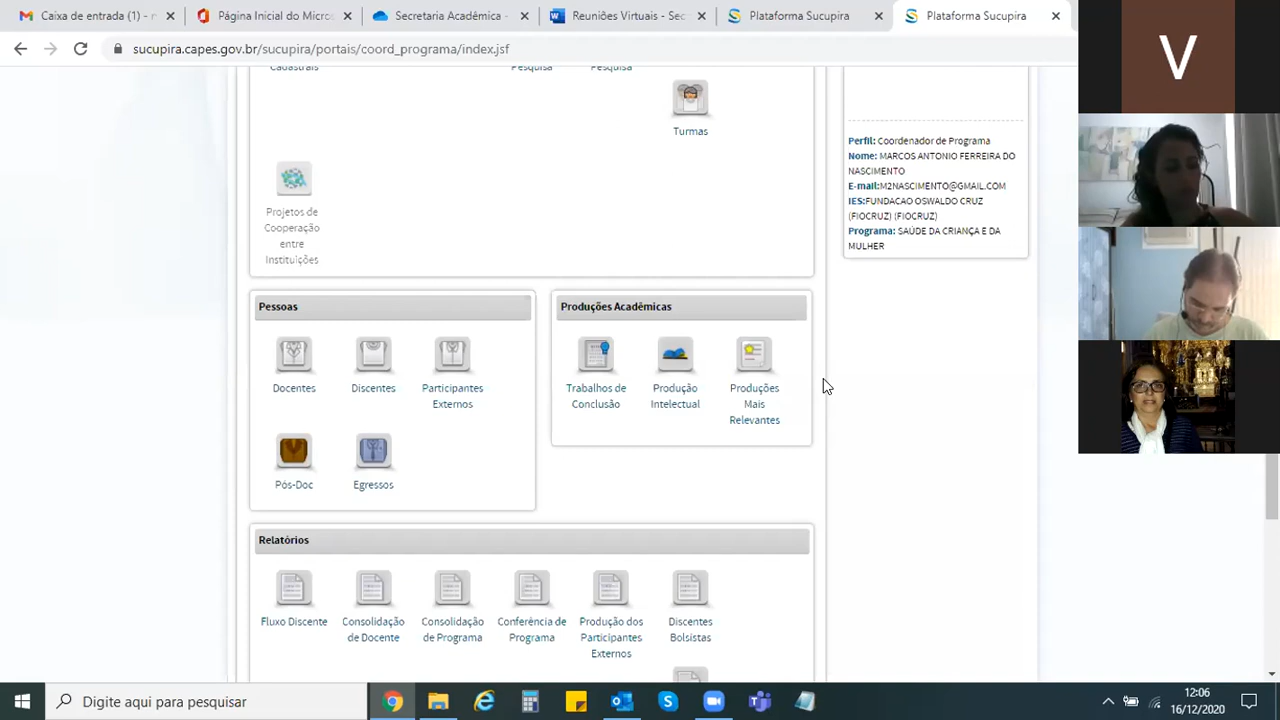 Caixa de entrada (1) -
Página Inicial do Micros
Secretaria Acadêmica -
Reuniões Virtuais - Sec
Plataforma Sucupira
Plataforma Sucupira
sucupira.capes.gov.br/sucupira/portais/coord_programa/index.jsf
Cadastrais
Pesquisa
Pesquisa
Turmas
Projetos de
Cooperação
entre
Instituições
Perfil: Coordenador de Programa
Nome: MARCOS ANTONIO FERREIRA DO
NASCIMENTO
E-mail:M2NASCIMENTO@GMAIL.COM
IES:FUNDACAO OSWALDO CRUZ
(FIOCRUZ) (FIOCRUZ)
Programa: SAÚDE DA CRIANÇA E DA
MULHER
V
Pessoas
Docentes
Discentes
Participantes
Externos
Pós-Doc
Egressos
Produções Acadêmicas
Trabalhos de
Conclusão
Produção
Intelectual
Produções
Mais
Relevantes
Relatórios
Fluxo Discente
Consolidação
de Docente
Consolidação
de Programa
Conferência de
Programa
Produção dos
Participantes
Externos
Discentes
Bolsistas
Digite aqui para pesquisar
12:06
16/12/2020